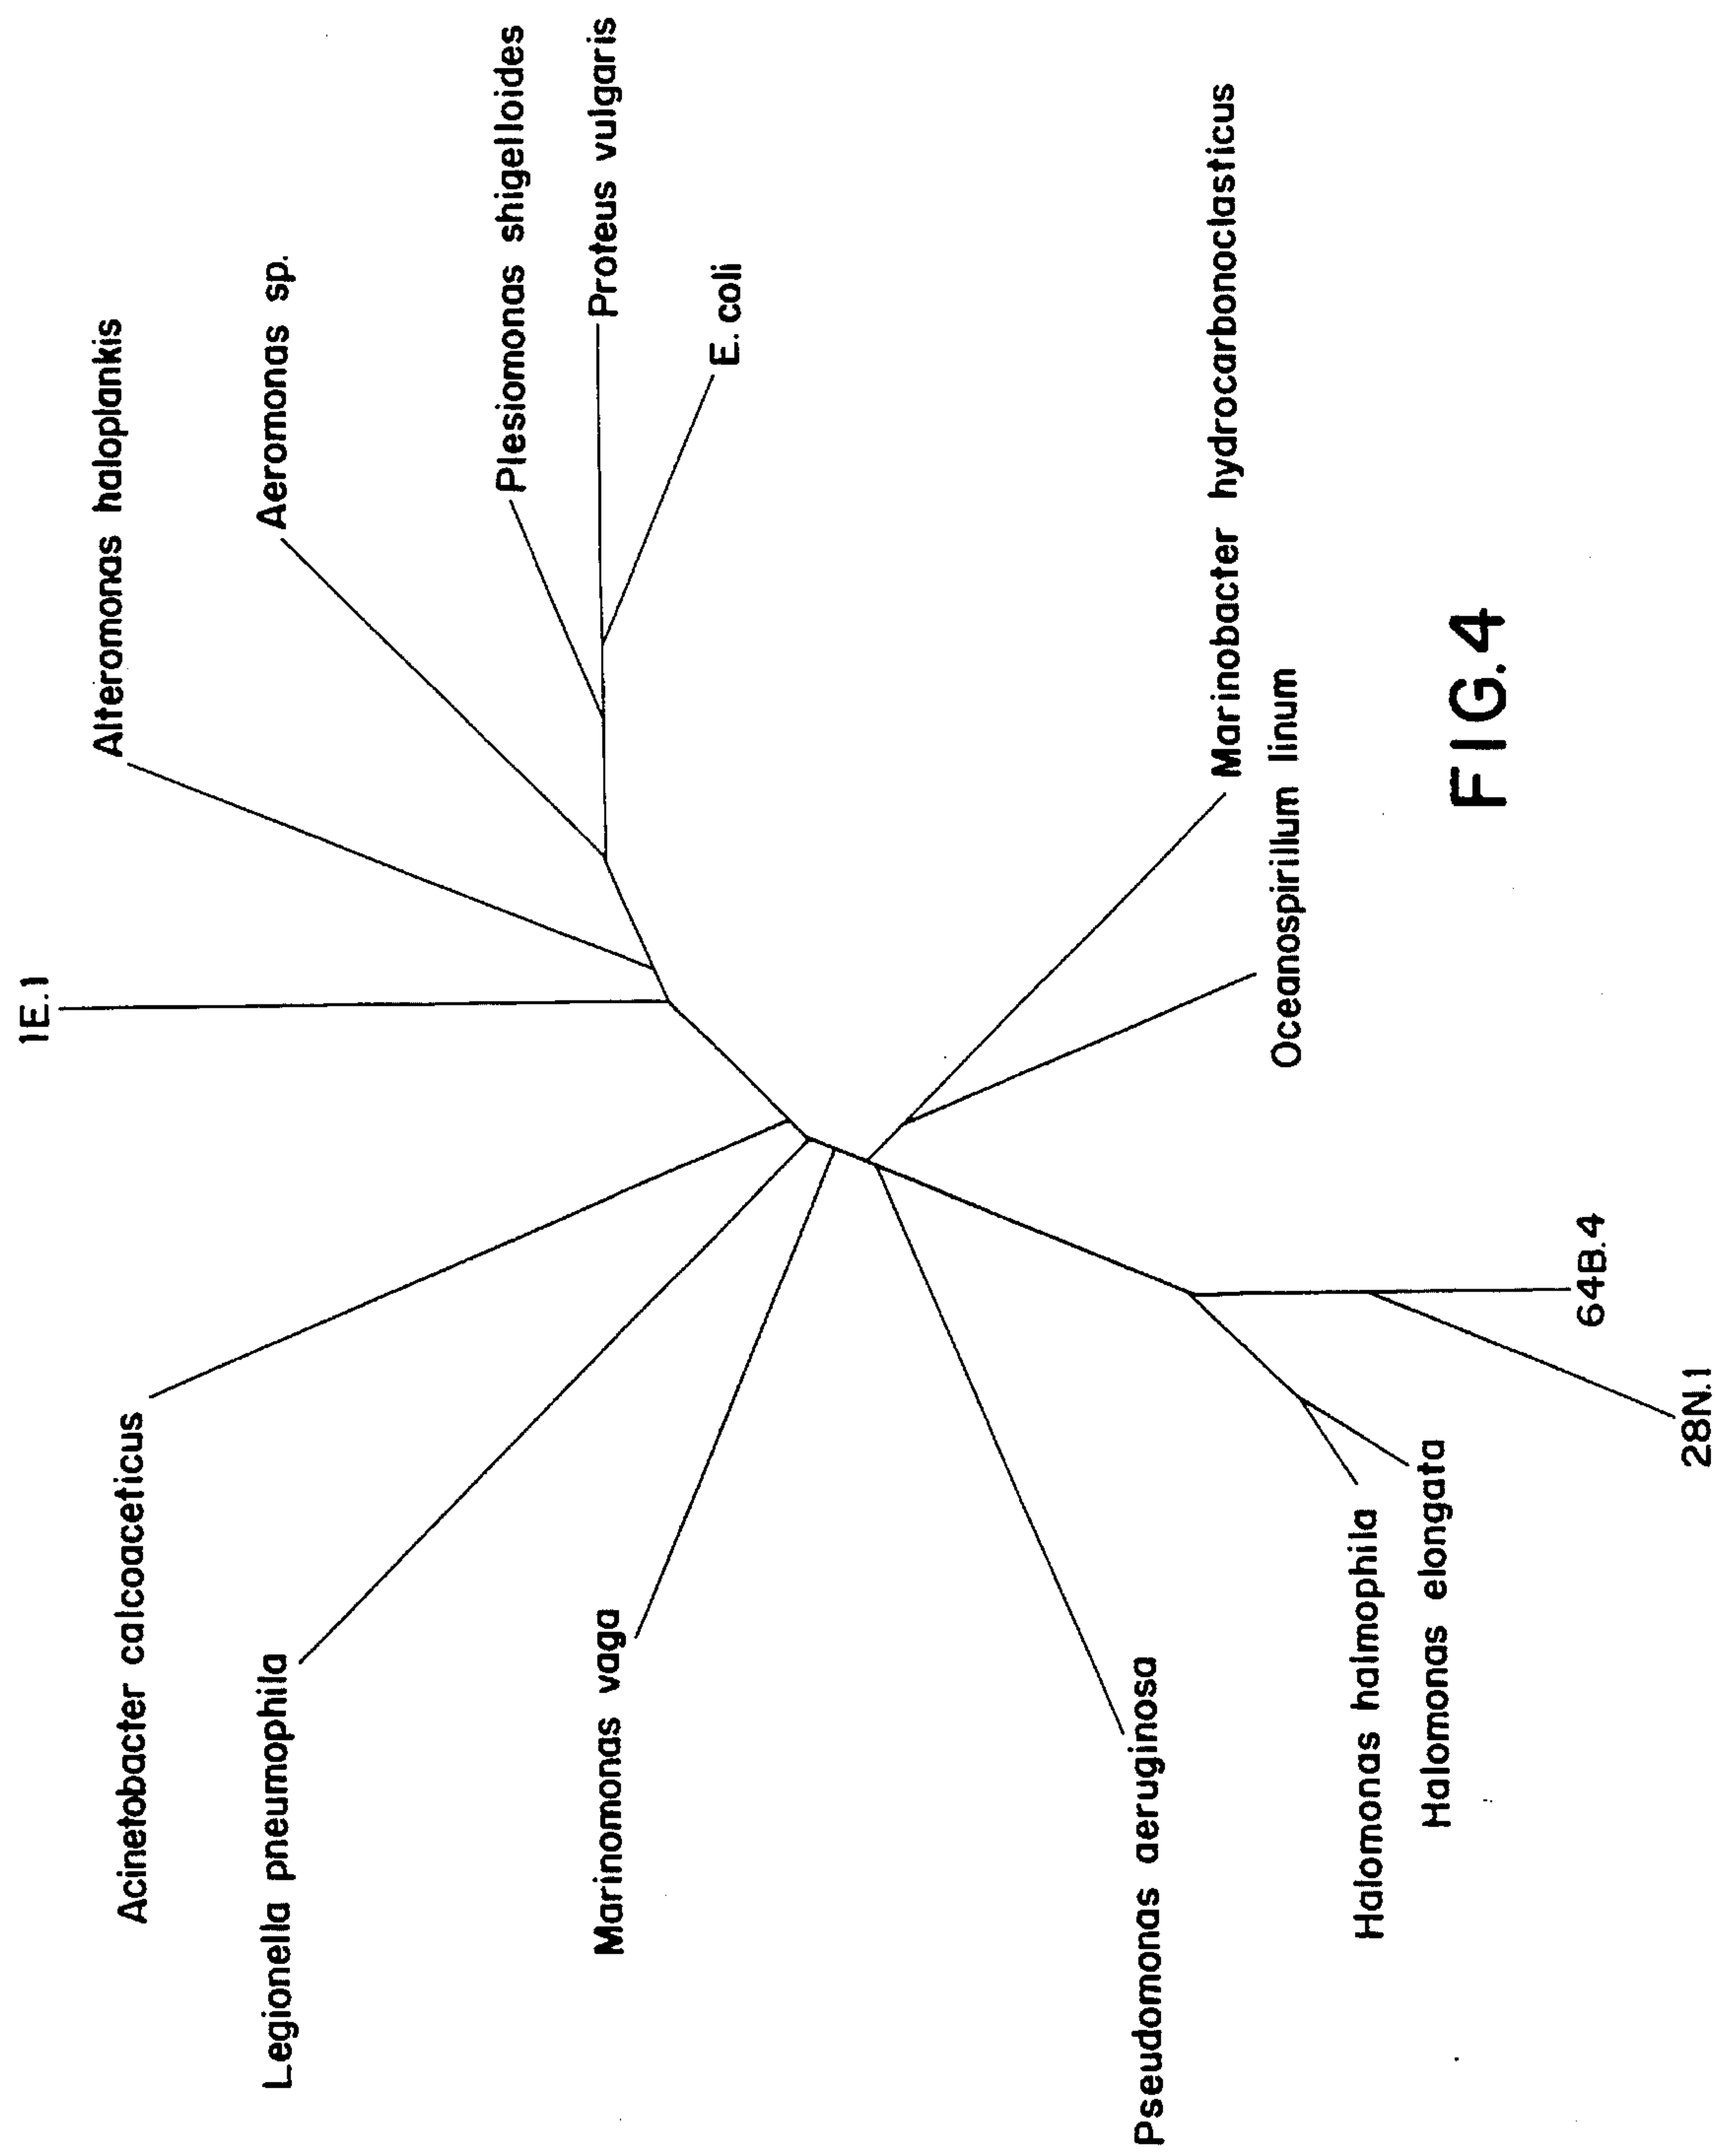 1E.1
Alteromonas haloplankis
Aeromonas sp.
Plesiomonas shigelloides
Proteus vulgaris
E. coli
Marinobacter hydrocarbonoclasticus
Oceanospirillum linum
64B.4
28N.1
Halomonas elongata
Halomonas halmophila
Pseudomonas aeruginosa
Marinomonas vaga
Legionella pneumophila
Acinetobacter calcoaceticus
FIG.4